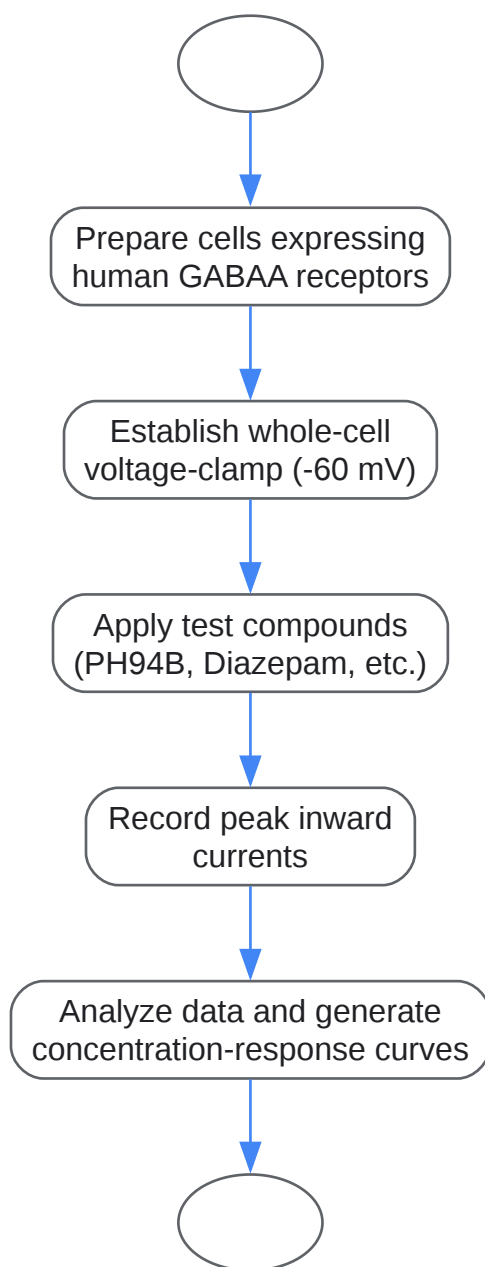 Prepare cells expressing
human GABAA receptors
Establish whole-cell
voltage-clamp (-60 mV)
Apply test compounds
(PH94B, Diazepam, etc.)
Record peak inward
currents
Analyze data and generate
concentration-response curves